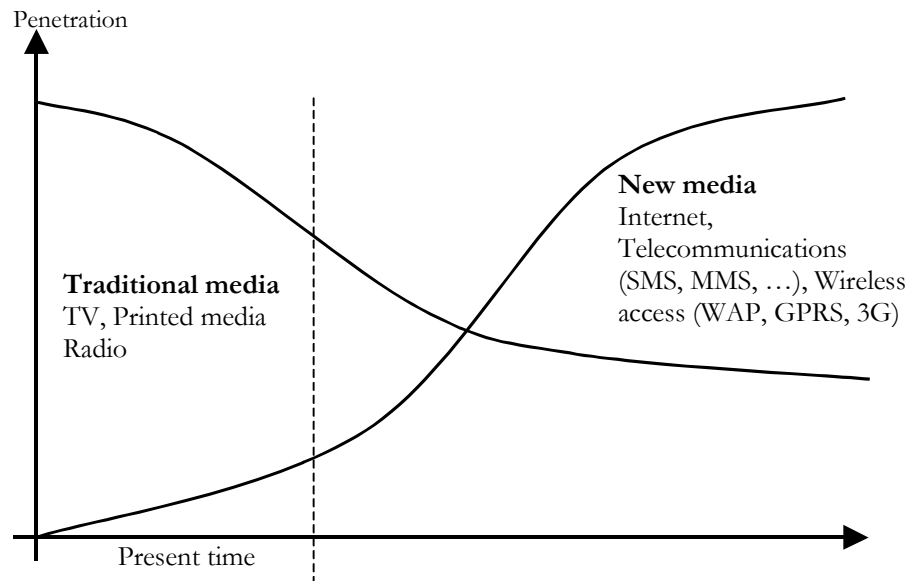 Penetration
New media
Internet,
Telecommunications
(SMS, MMS, …), Wireless
access (WAP, GPRS, 3G)
Traditional media
TV, Printed media
Radio
Present time